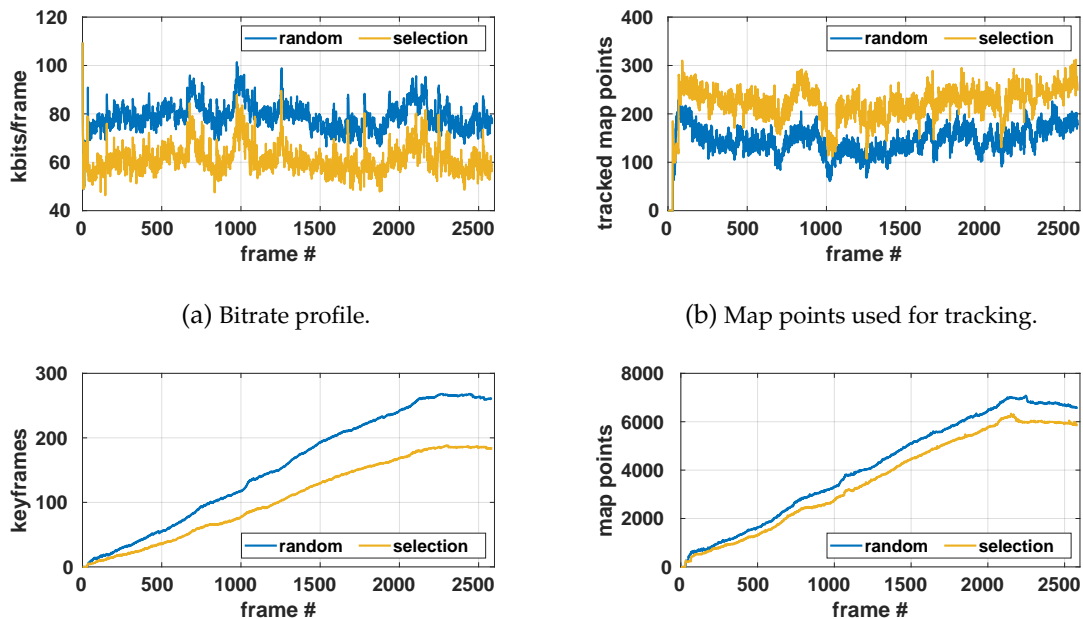 120
100
80
60
40
kbits/frame
random selection
0 500 1000 1500 2000 2500
frame #
(a) Bitrate profile.
400
300
200
100
0
tracked map points
random selection
0 500 1000 1500 2000 2500
frame #
(b) Map points used for tracking.
300
200
100
0
keyframes
random selection
0 500 1000 1500 2000 2500
frame #
8000
6000
4000
2000
0
map points
random selection
0 500 1000 1500 2000 2500
frame #